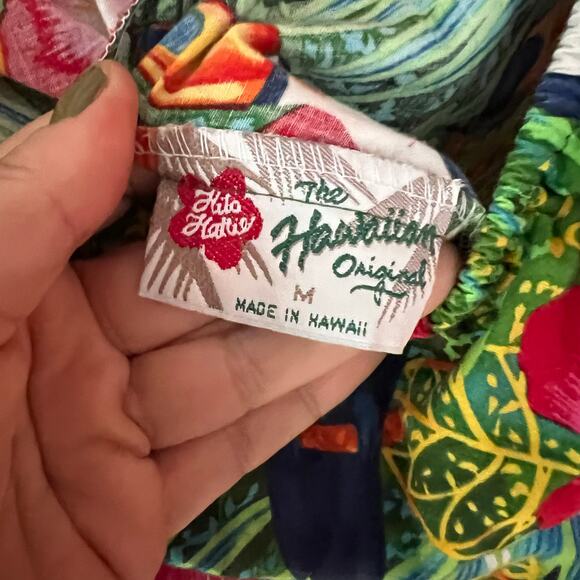 Hilo
Hattie
The
Hawaiian
Original
M
MADE IN HAWAII